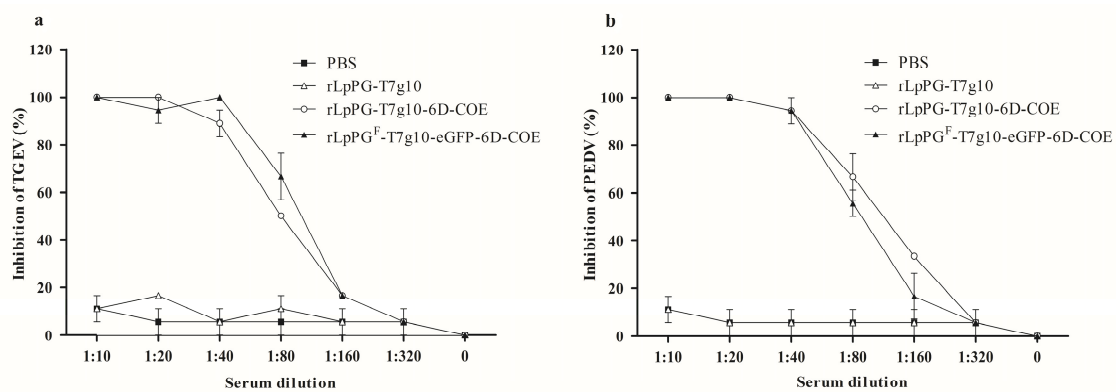 a
120
100
80
60
40
20
0
Inhibition of TGEV (%)
PBS
rLpPG-T7g10
rLpPG-T7g10-6D-COE
rLpPGF-T7g10-eGFP-6D-COE
1:10 1:20 1:40 1:80 1:160 1:320 0
Serum dilution
b
120
100
80
60
40
20
0
Inhibition of PEDV (%)
PBS
rLpPG-T7g10
rLpPG-T7g10-6D-COE
rLpPGF-T7g10-eGFP-6D-COE
1:10 1:20 1:40 1:80 1:160 1:320 0
Serum dilution